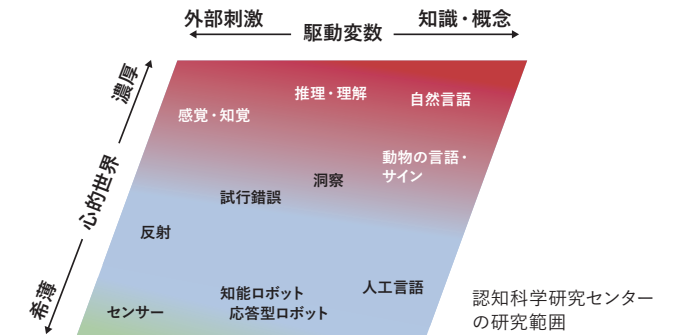 外部刺激
駆動変数
知識・概念
濃厚
心的世界
希薄
感覚・知覚
推理・理解
自然言語
動物の言語・
サイン
洞察
試行錯誤
反射
知能ロボット
応答型ロボット
人工言語
センサー
認知科学研究センター
の研究範囲